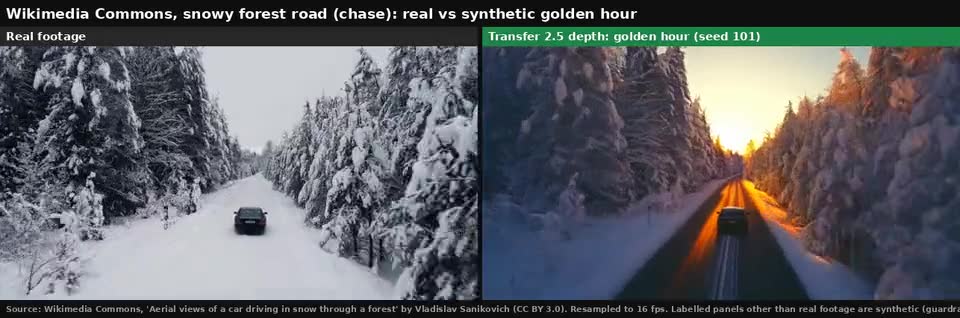 Wikimedia Commons, snowy forest road (chase): real vs synthetic golden hour
Real footage
Transfer 2.5 depth: golden hour (seed 101)
Source: Wikimedia Commons, 'Aerial views of a car driving in snow through a forest' by Vladislav Sanikovich (CC BY 3.0). Resampled to 16 fps. Labelled panels other than real footage are synthetic (guardra